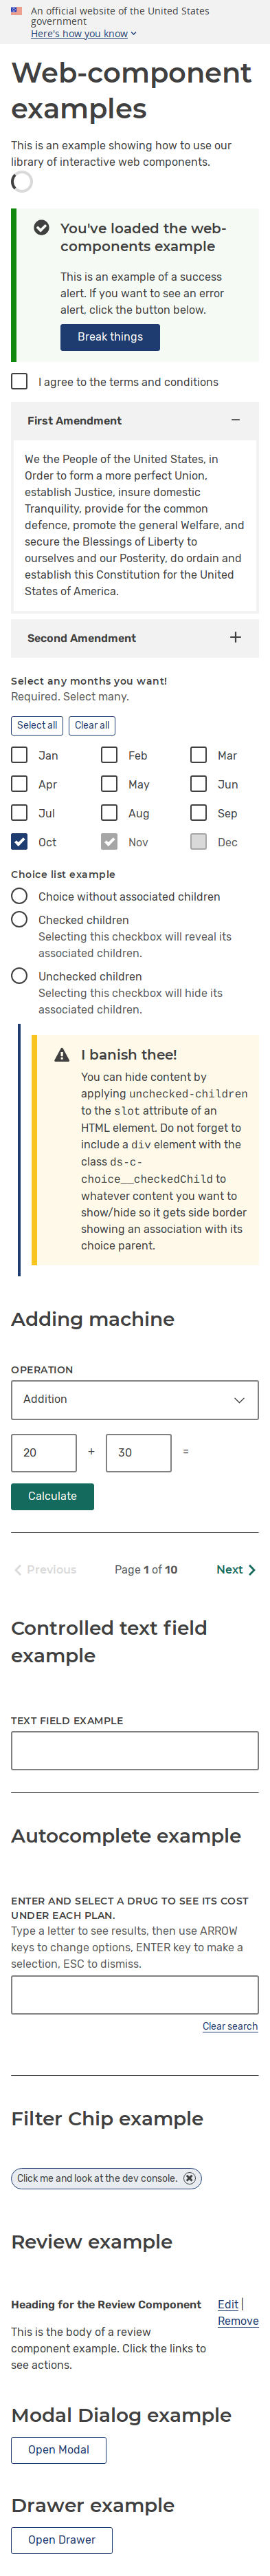 An official website of the United States
government
Here's how you know
Web-component
examples
This is an example showing how to use our
library of interactive web components.
You've loaded the web-
components example
This is an example of a success
alert. If you want to see an error
alert, click the button below.
Break things
I agree to the terms and conditions
First Amendment
We the People of the United States, in
Order to form a more perfect Union,
establish Justice, insure domestic
Tranquility, provide for the common
defence, promote the general Welfare, and
secure the Blessings of Liberty to
ourselves and our Posterity, do ordain and
establish this Constitution for the United
States of America.
Second Amendment
Select any months you want!
Required. Select many.
Select all Clear all
Jan Feb Mar
Apr May Jun
Jul Aug Sep
Oct Nov Dec
Choice list example
Choice without associated children
Checked children
Selecting this checkbox will reveal its
associated children.
Unchecked children
Selecting this checkbox will hide its
associated children.
I banish thee!
You can hide content by
applying unchecked-children
to the slot attribute of an
HTML element. Do not forget to
include a div element with the
class ds-c-
choice__checkedChild to
whatever content you want to
show/hide so it gets side border
showing an association with its
choice parent.
Adding machine
OPERATION
Addition
20 + 30 =
Calculate
Previous Page 1 of 10 Next
Controlled text field
example
TEXT FIELD EXAMPLE
Autocomplete example
ENTER AND SELECT A DRUG TO SEE ITS COST
UNDER EACH PLAN.
Type a letter to see results, then use ARROW
keys to change options, ENTER key to make a
selection, ESC to dismiss.
Clear search
Filter Chip example
Click me and look at the dev console.
Review example
Heading for the Review Component Edit |
Remove
This is the body of a review
component example. Click the links to
see actions.
Modal Dialog example
Open Modal
Drawer example
Open Drawer